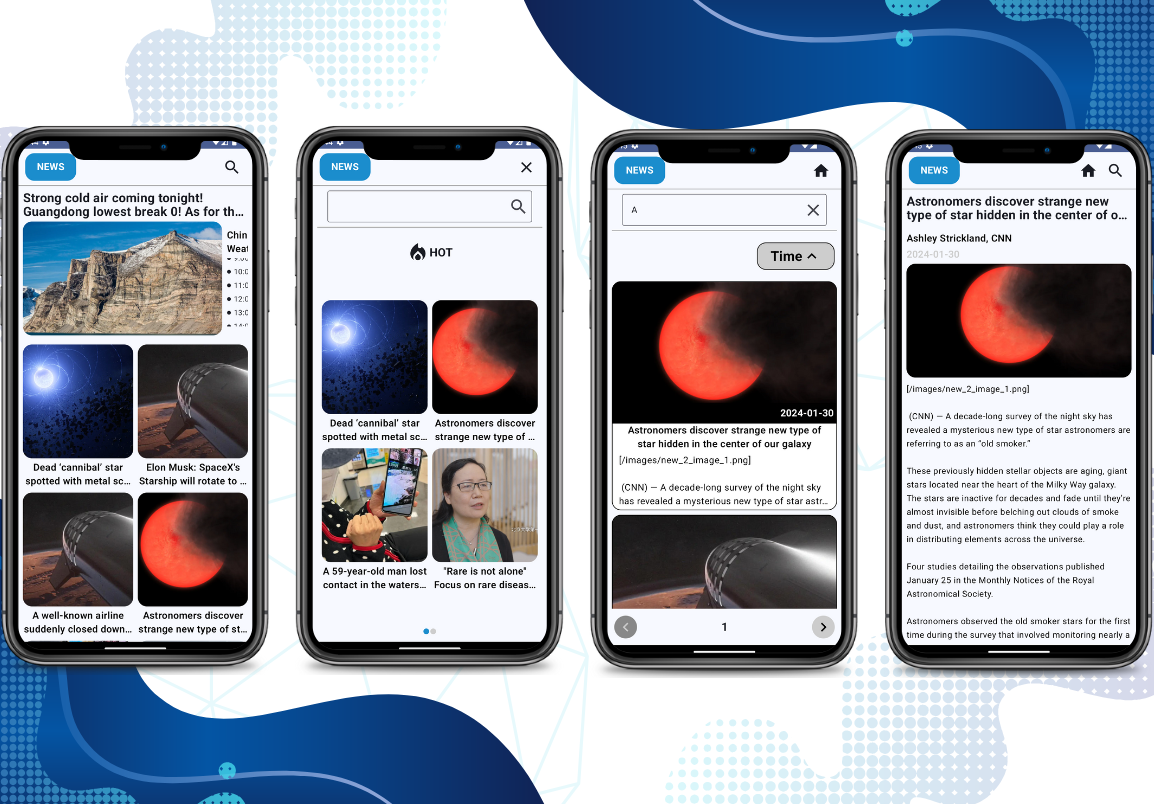 NEWS
Strong cold air coming tonight!
Guangdong lowest break 0! As for th...
Chin
Weat
10:0
11:0
12:0
13:0
Dead ‘cannibal’ star
spotted with metal sc...
Elon Musk: SpaceX's
Starship will rotate to ...
A well-known airline
suddenly closed down...
Astronomers discover
strange new type of st...
NEWS
HOT
Dead ‘cannibal’ star
spotted with metal sc...
Astronomers discover
strange new type of ...
A 59-year-old man lost
contact in the waters...
"Rare is not alone"
Focus on rare diseas...
NEWS
A
Time
2024-01-30
Astronomers discover strange new type of
star hidden in the center of our galaxy
[/images/new_2_image_1.png]
(CNN) — A decade-long survey of the night sky
has revealed a mysterious new type of star astr...
1
NEWS
Astronomers discover strange new
type of star hidden in the center of o...
Ashley Strickland, CNN
2024-01-30
[/images/new_2_image_1.png]
(CNN) — A decade-long survey of the night sky has
revealed a mysterious new type of star astronomers are
referring to as an “old smoker.”
These previously hidden stellar objects are aging, giant
stars located near the heart of the Milky Way galaxy.
The stars are inactive for decades and fade until they’re
almost invisible before belching out clouds of smoke
and dust, and astronomers think they could play a role
in distributing elements across the universe.
Four studies detailing the observations published
January 25 in the Monthly Notices of the Royal
Astronomical Society.
Astronomers observed the old smoker stars for the first
time during the survey that involved monitoring nearly a